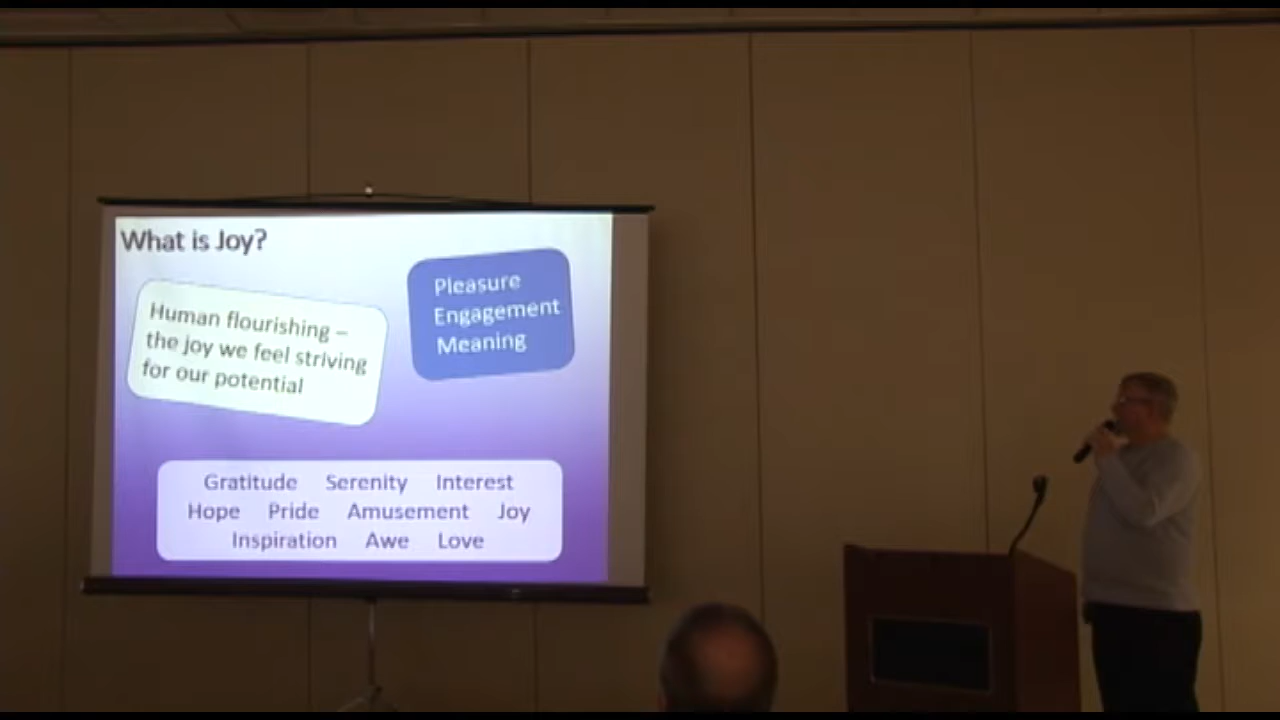 What is Joy?
Human flourishing –
the joy we feel striving
for our potential
Pleasure
Engagement
Meaning
Gratitude Serenity Interest
Hope Pride Amusement Joy
Inspiration Awe Love